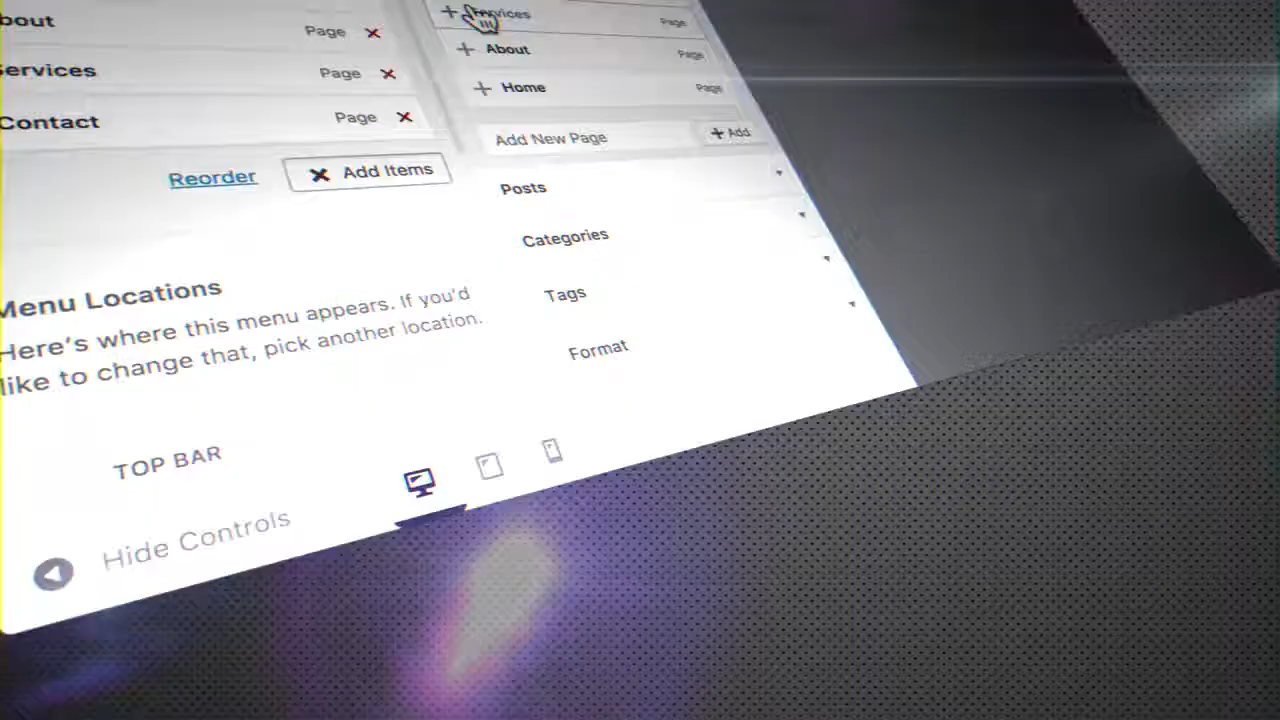 bout Page
ervices Page
Contact Page
Reorder Add Items
Menu Locations
Here's where this menu appears. If you'd
like to change that, pick another location.
TOP BAR
Hide Controls
Services Page
About Page
Home Page
Add New Page Add
Posts
Categories
Tags
Format